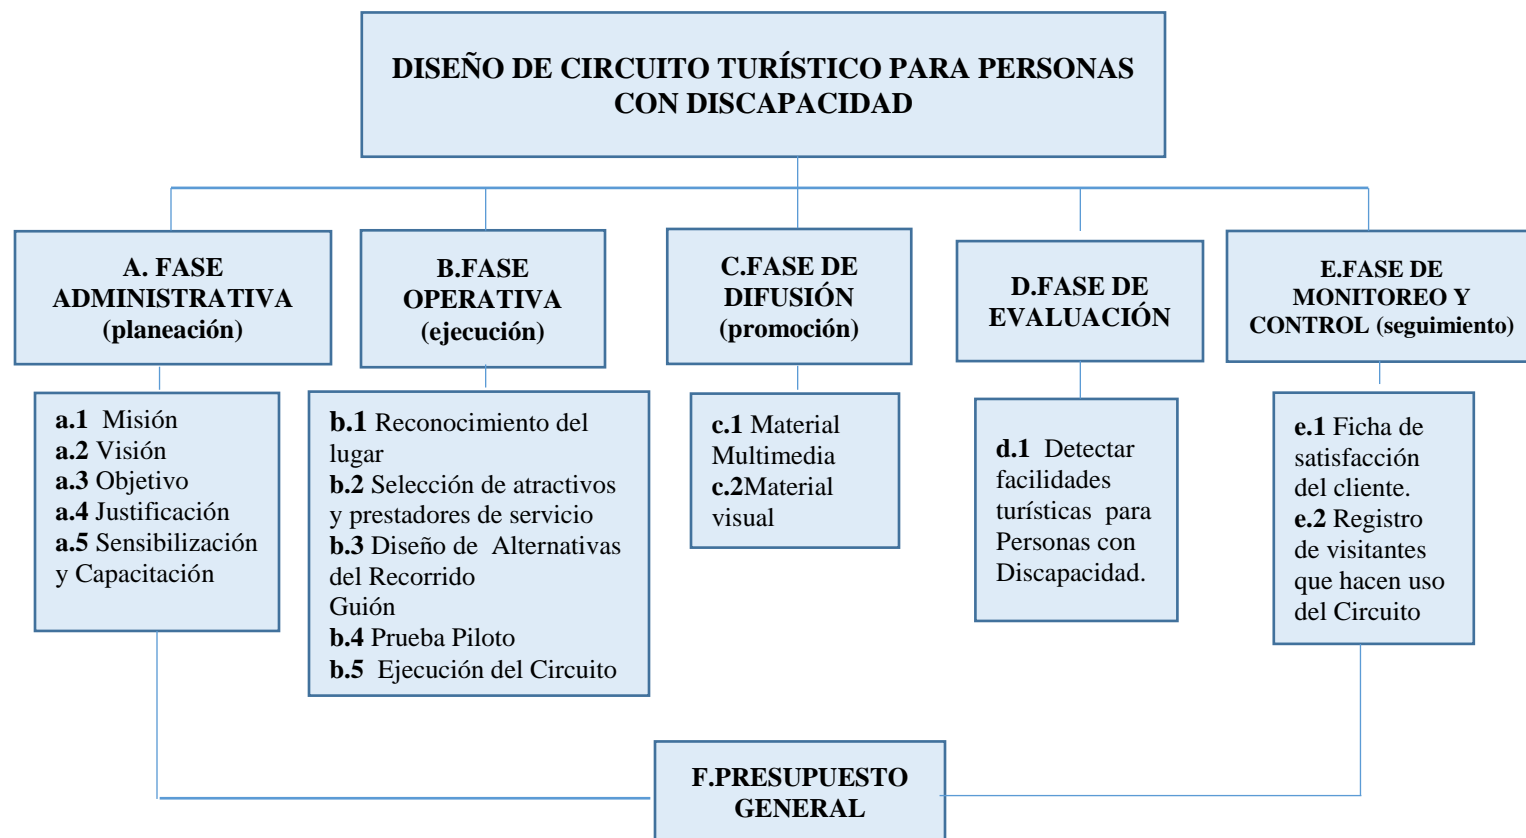 DISEÑO DE CIRCUITO TURÍSTICO PARA PERSONAS
CON DISCAPACIDAD
A. FASE
ADMINISTRATIVA
(planeación)
B.FASE
OPERATIVA
(ejecución)
C.FASE DE
DIFUSIÓN
(promoción)
D.FASE DE
EVALUACIÓN
E.FASE DE
MONITOREO Y
CONTROL (seguimiento)
a.1 Misión
a.2 Visión
a.3 Objetivo
a.4 Justificación
a.5 Sensibilización
y Capacitación
b.1 Reconocimiento del
lugar
b.2 Selección de atractivos
y prestadores de servicio
b.3 Diseño de Alternativas
del Recorrido
Guión
b.4 Prueba Piloto
b.5 Ejecución del Circuito
c.1 Material
Multimedia
c.2Material
visual
d.1 Detectar
facilidades
turísticas para
Personas con
Discapacidad.
e.1 Ficha de
satisfacción
del cliente.
e.2 Registro
de visitantes
que hacen uso
del Circuito
F.PRESUPUESTO
GENERAL